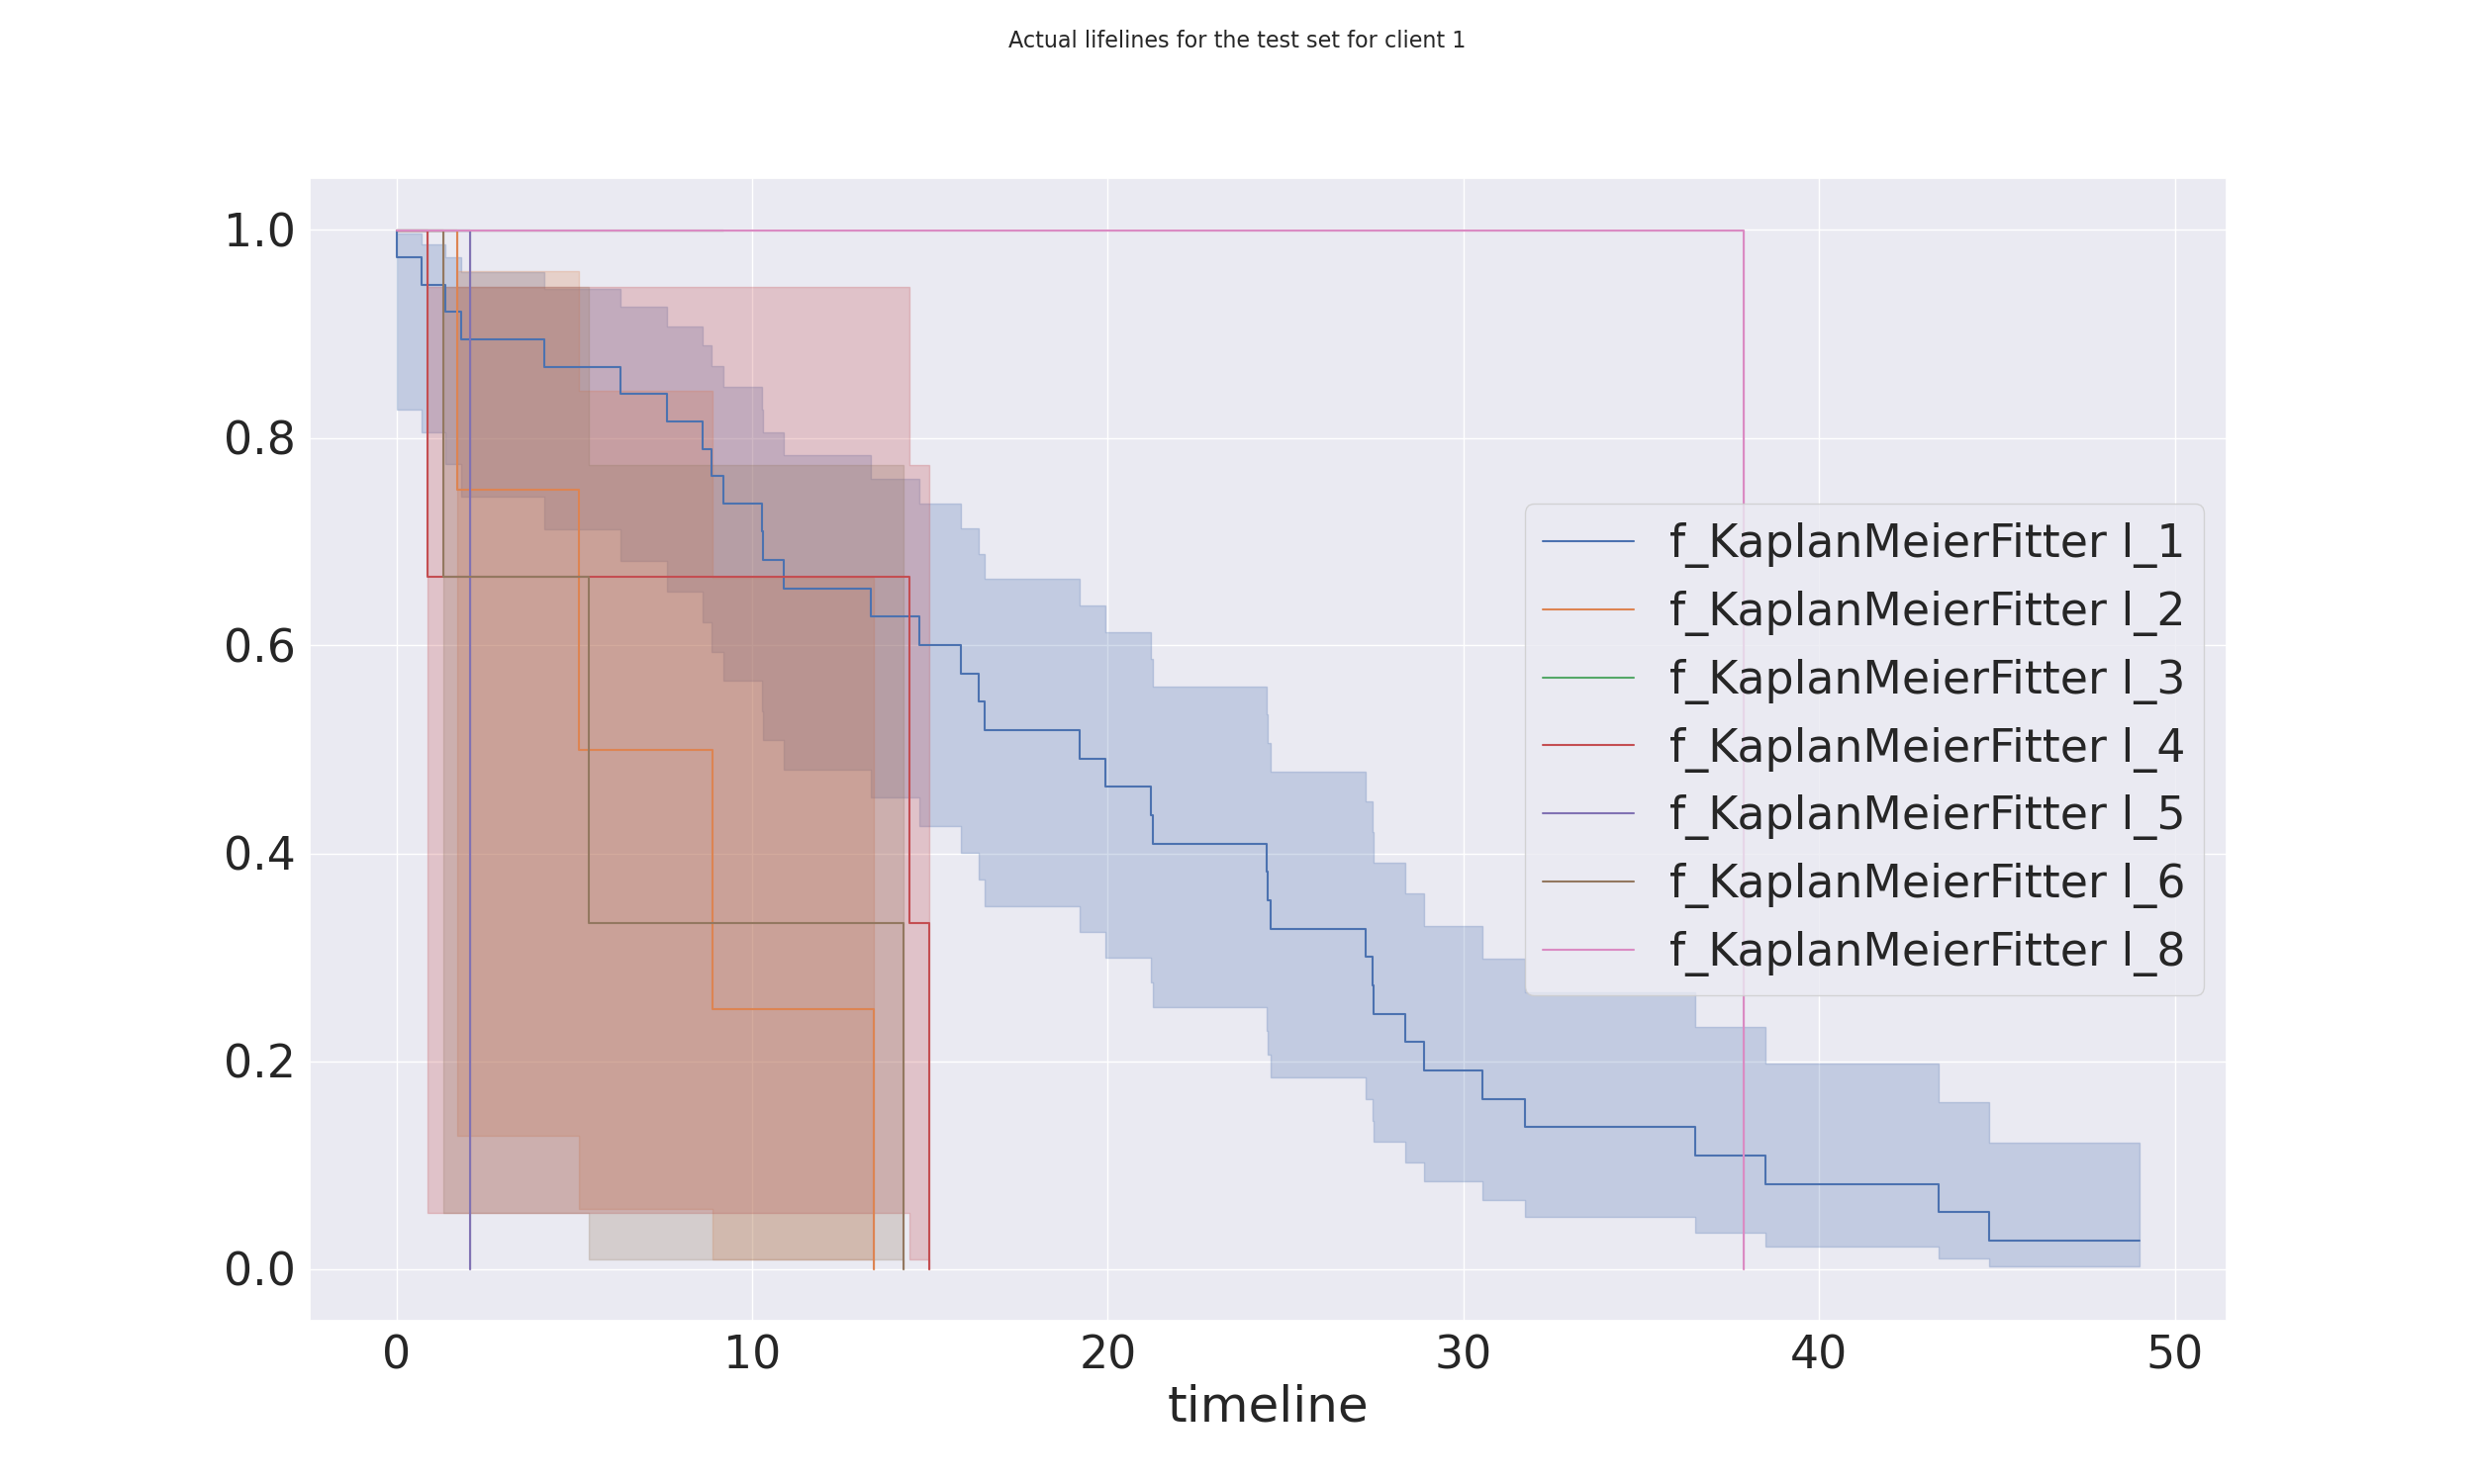 Actual lifelines for the test set for client 1
1.0
0.8
0.6
0.4
0.2
0.0
f_KaplanMeierFitter l_1
f_KaplanMeierFitter l_2
f_KaplanMeierFitter l_3
f_KaplanMeierFitter l_4
f_KaplanMeierFitter l_5
f_KaplanMeierFitter l_6
f_KaplanMeierFitter l_8
0 10 20 30 40 50
timeline